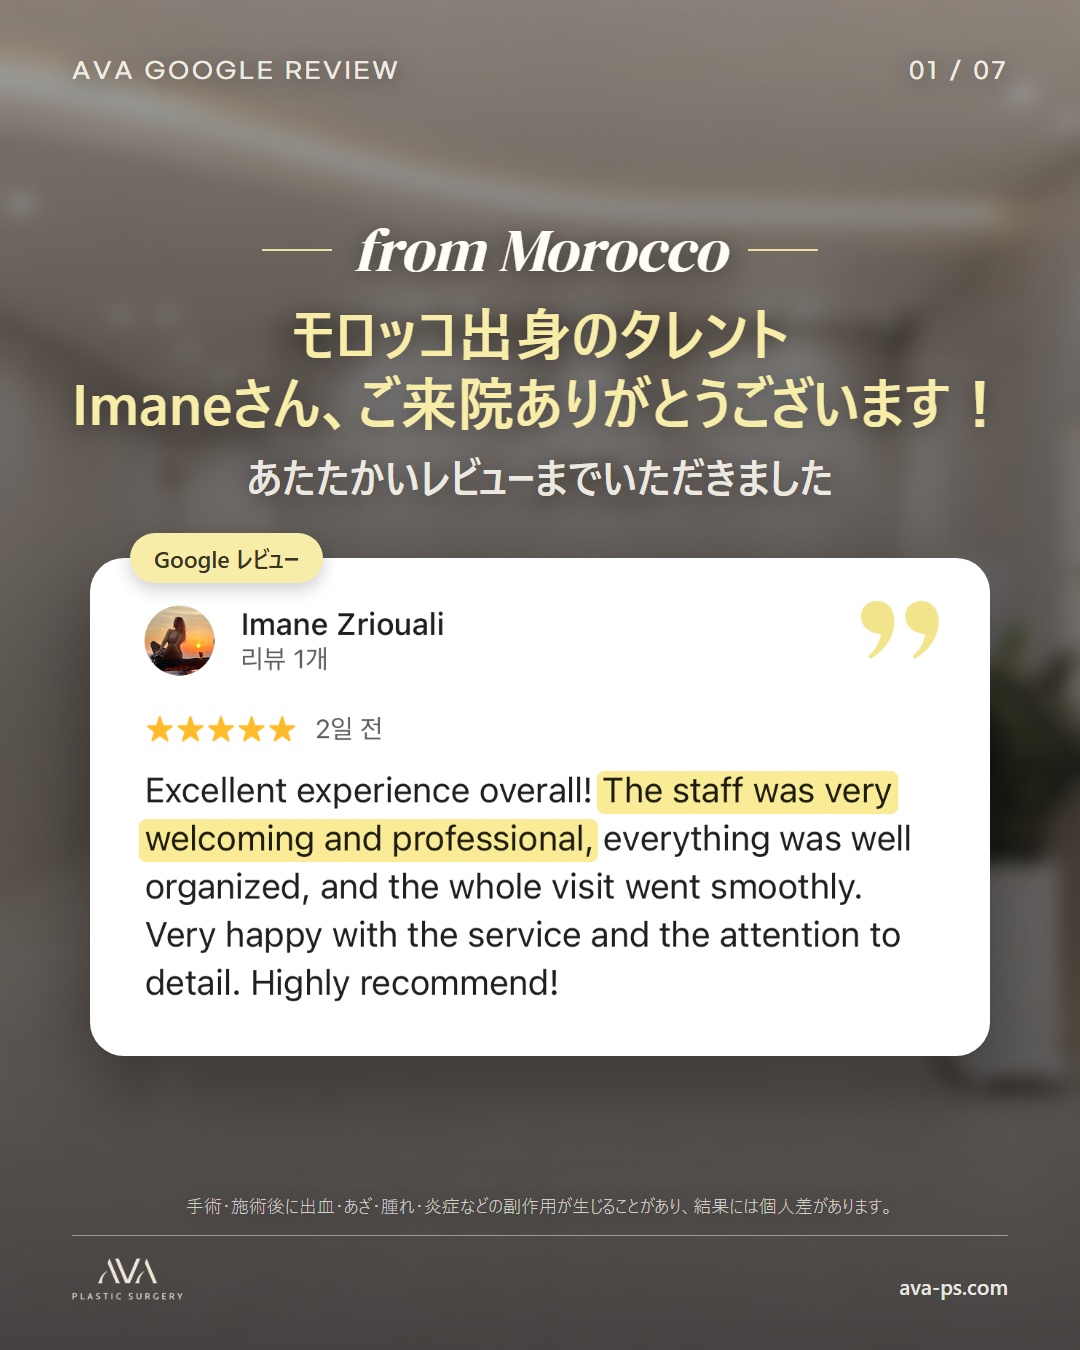 AVA GOOGLE REVIEW
01 / 07
from Morocco
モロッコ出身のタレント
Imaneさん、ご来院ありがとうございます！
あたたかいレビューまでいただきました
Google レビュー
Imane Zriouali
리뷰 1개
2일 전
Excellent experience overall! The staff was very
welcoming and professional, everything was well
organized, and the whole visit went smoothly.
Very happy with the service and the attention to
detail. Highly recommend!
手術・施術後に出血・あざ・腫れ・炎症などの副作用が生じることがあり、結果には個人差があります。
AVA
PLASTIC SURGERY
ava-ps.com